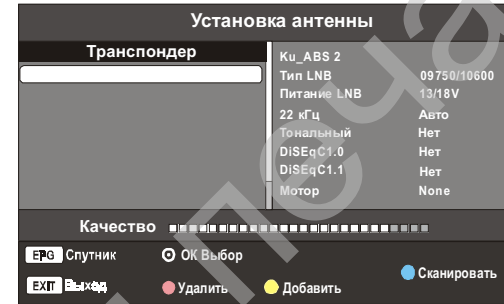 Установка антенны
Транспондер
Ku_ABS 2
Тип LNB 09750/10600
Питание LNB 13/18V
22 кГц Авто
Тональный Нет
DiSEqC1.0 Нет
DiSEqC1.1 Нет
Мотор None
Качество
EPG Спутник OK Выбор
EXIT Выход Удалить Добавить Сканировать